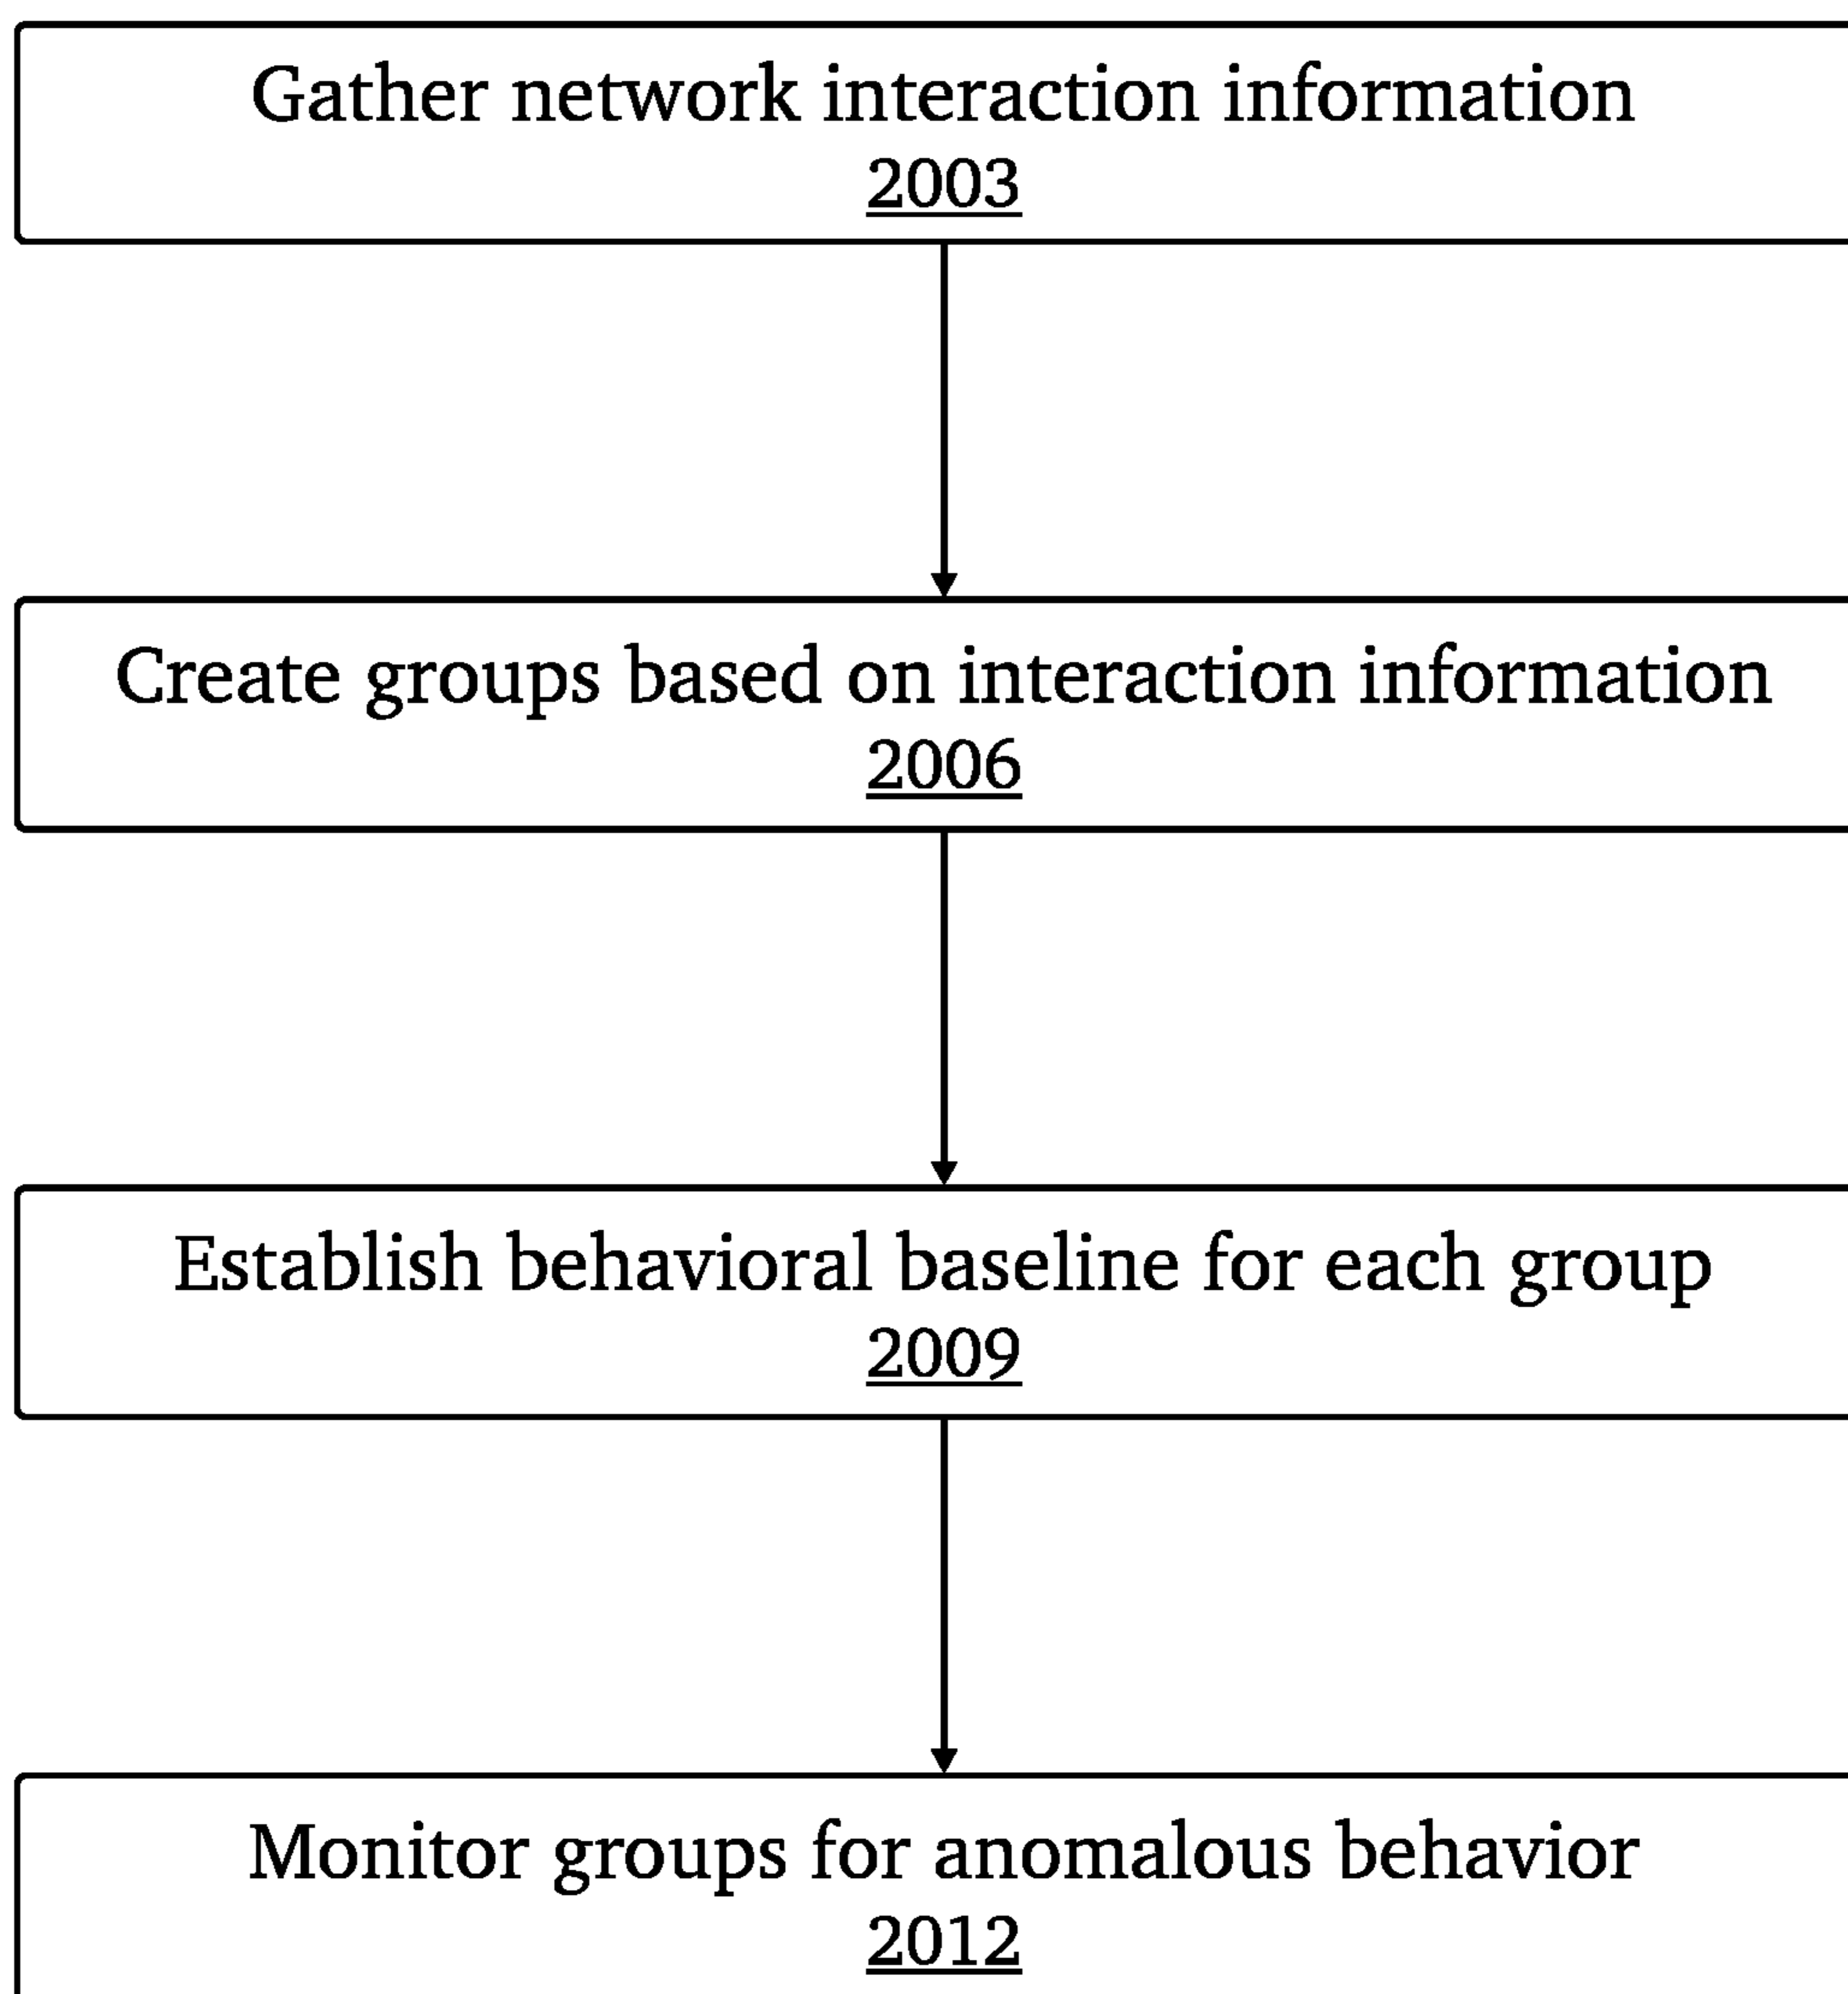 Gather network interaction information
2003
Create groups based on interaction information
2006
Establish behavioral baseline for each group
2009
Monitor groups for anomalous behavior
2012